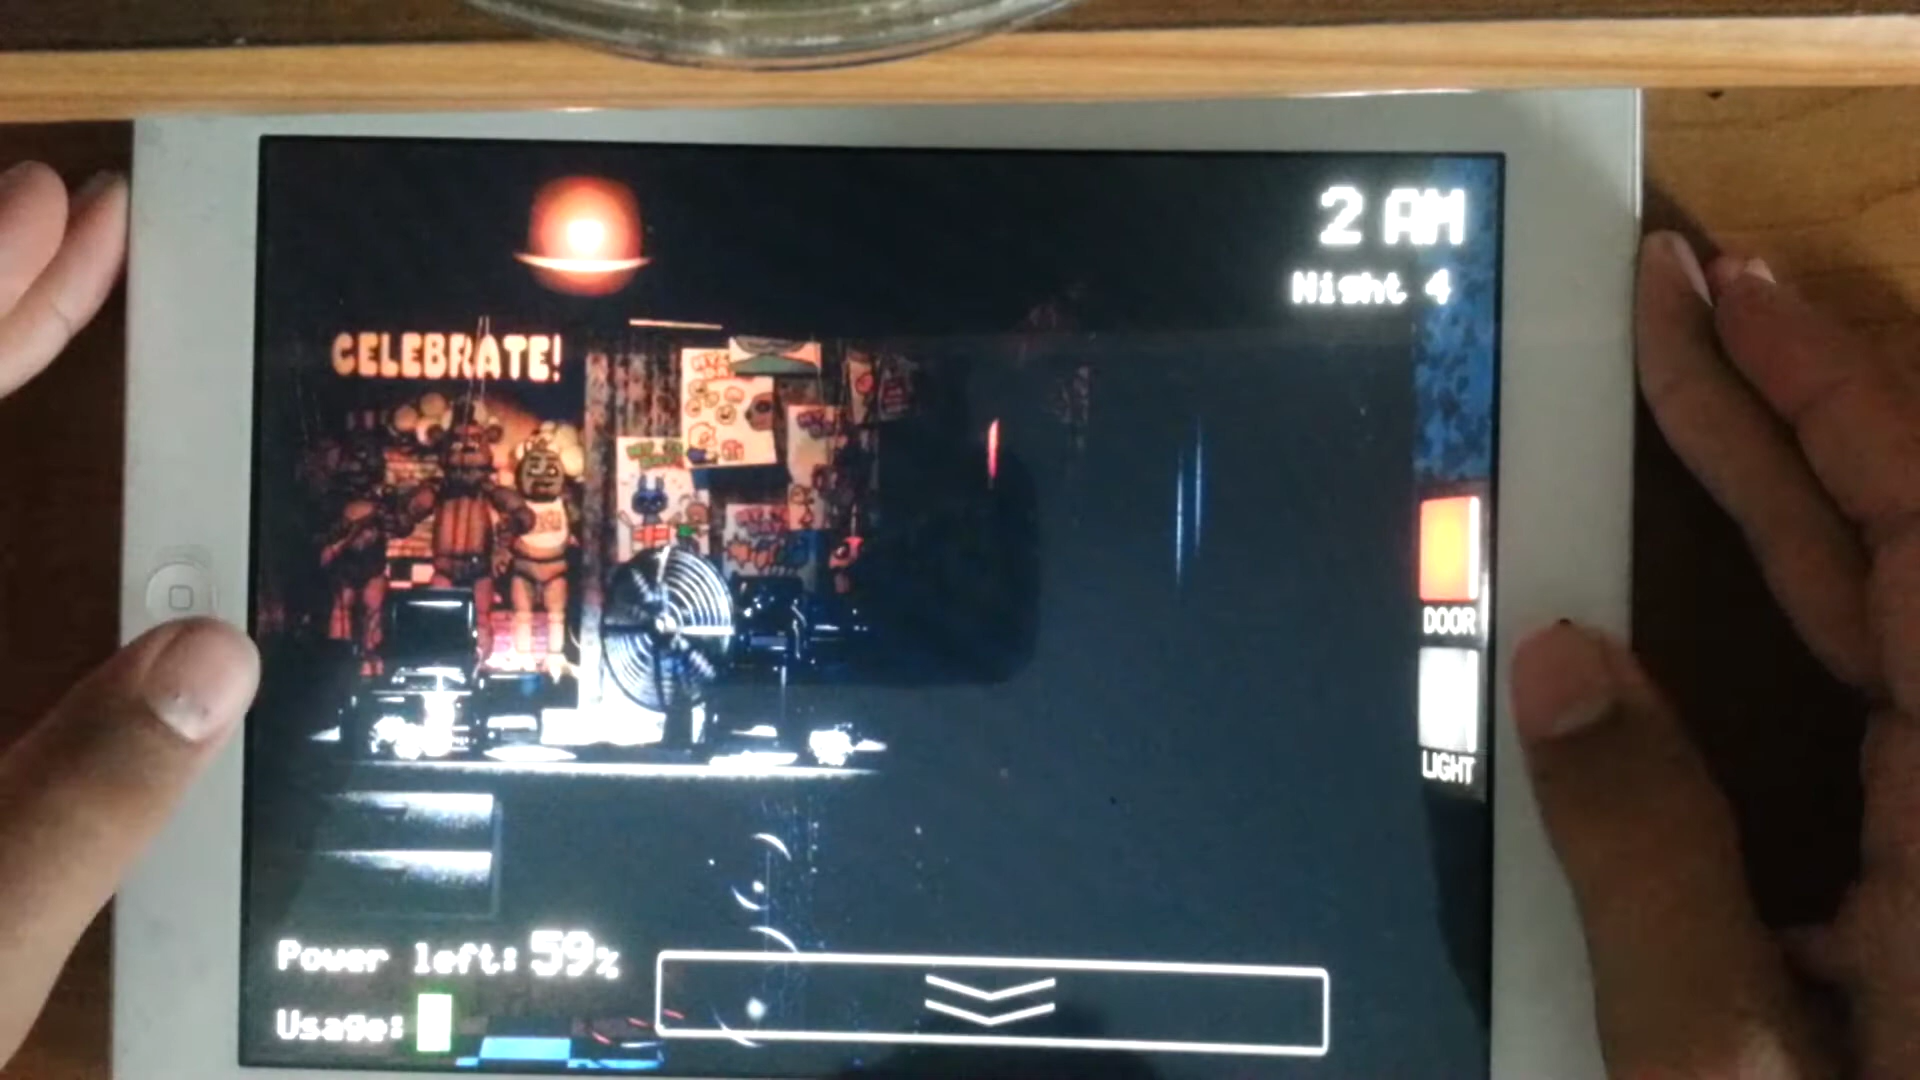 2 AM
Night 4
CELEBRATE!
DOOR
LIGHT
Power left: 59%
Usage: